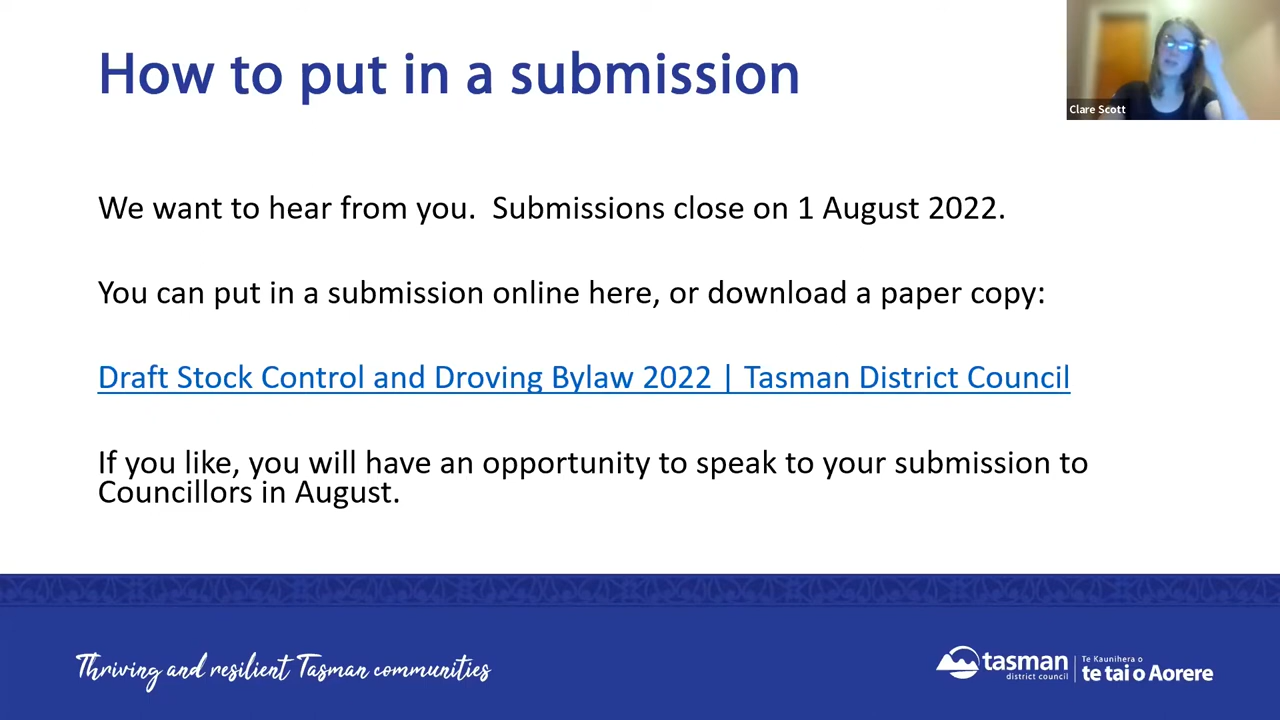 How to put in a submission
Clare Scott
We want to hear from you.  Submissions close on 1 August 2022.
You can put in a submission online here, or download a paper copy:
Draft Stock Control and Droving Bylaw 2022 | Tasman District Council
If you like, you will have an opportunity to speak to your submission to
Councillors in August.
Thriving and resilient Tasman communities
tasman
district council
Te Kaunihera o
te tai o Aorere